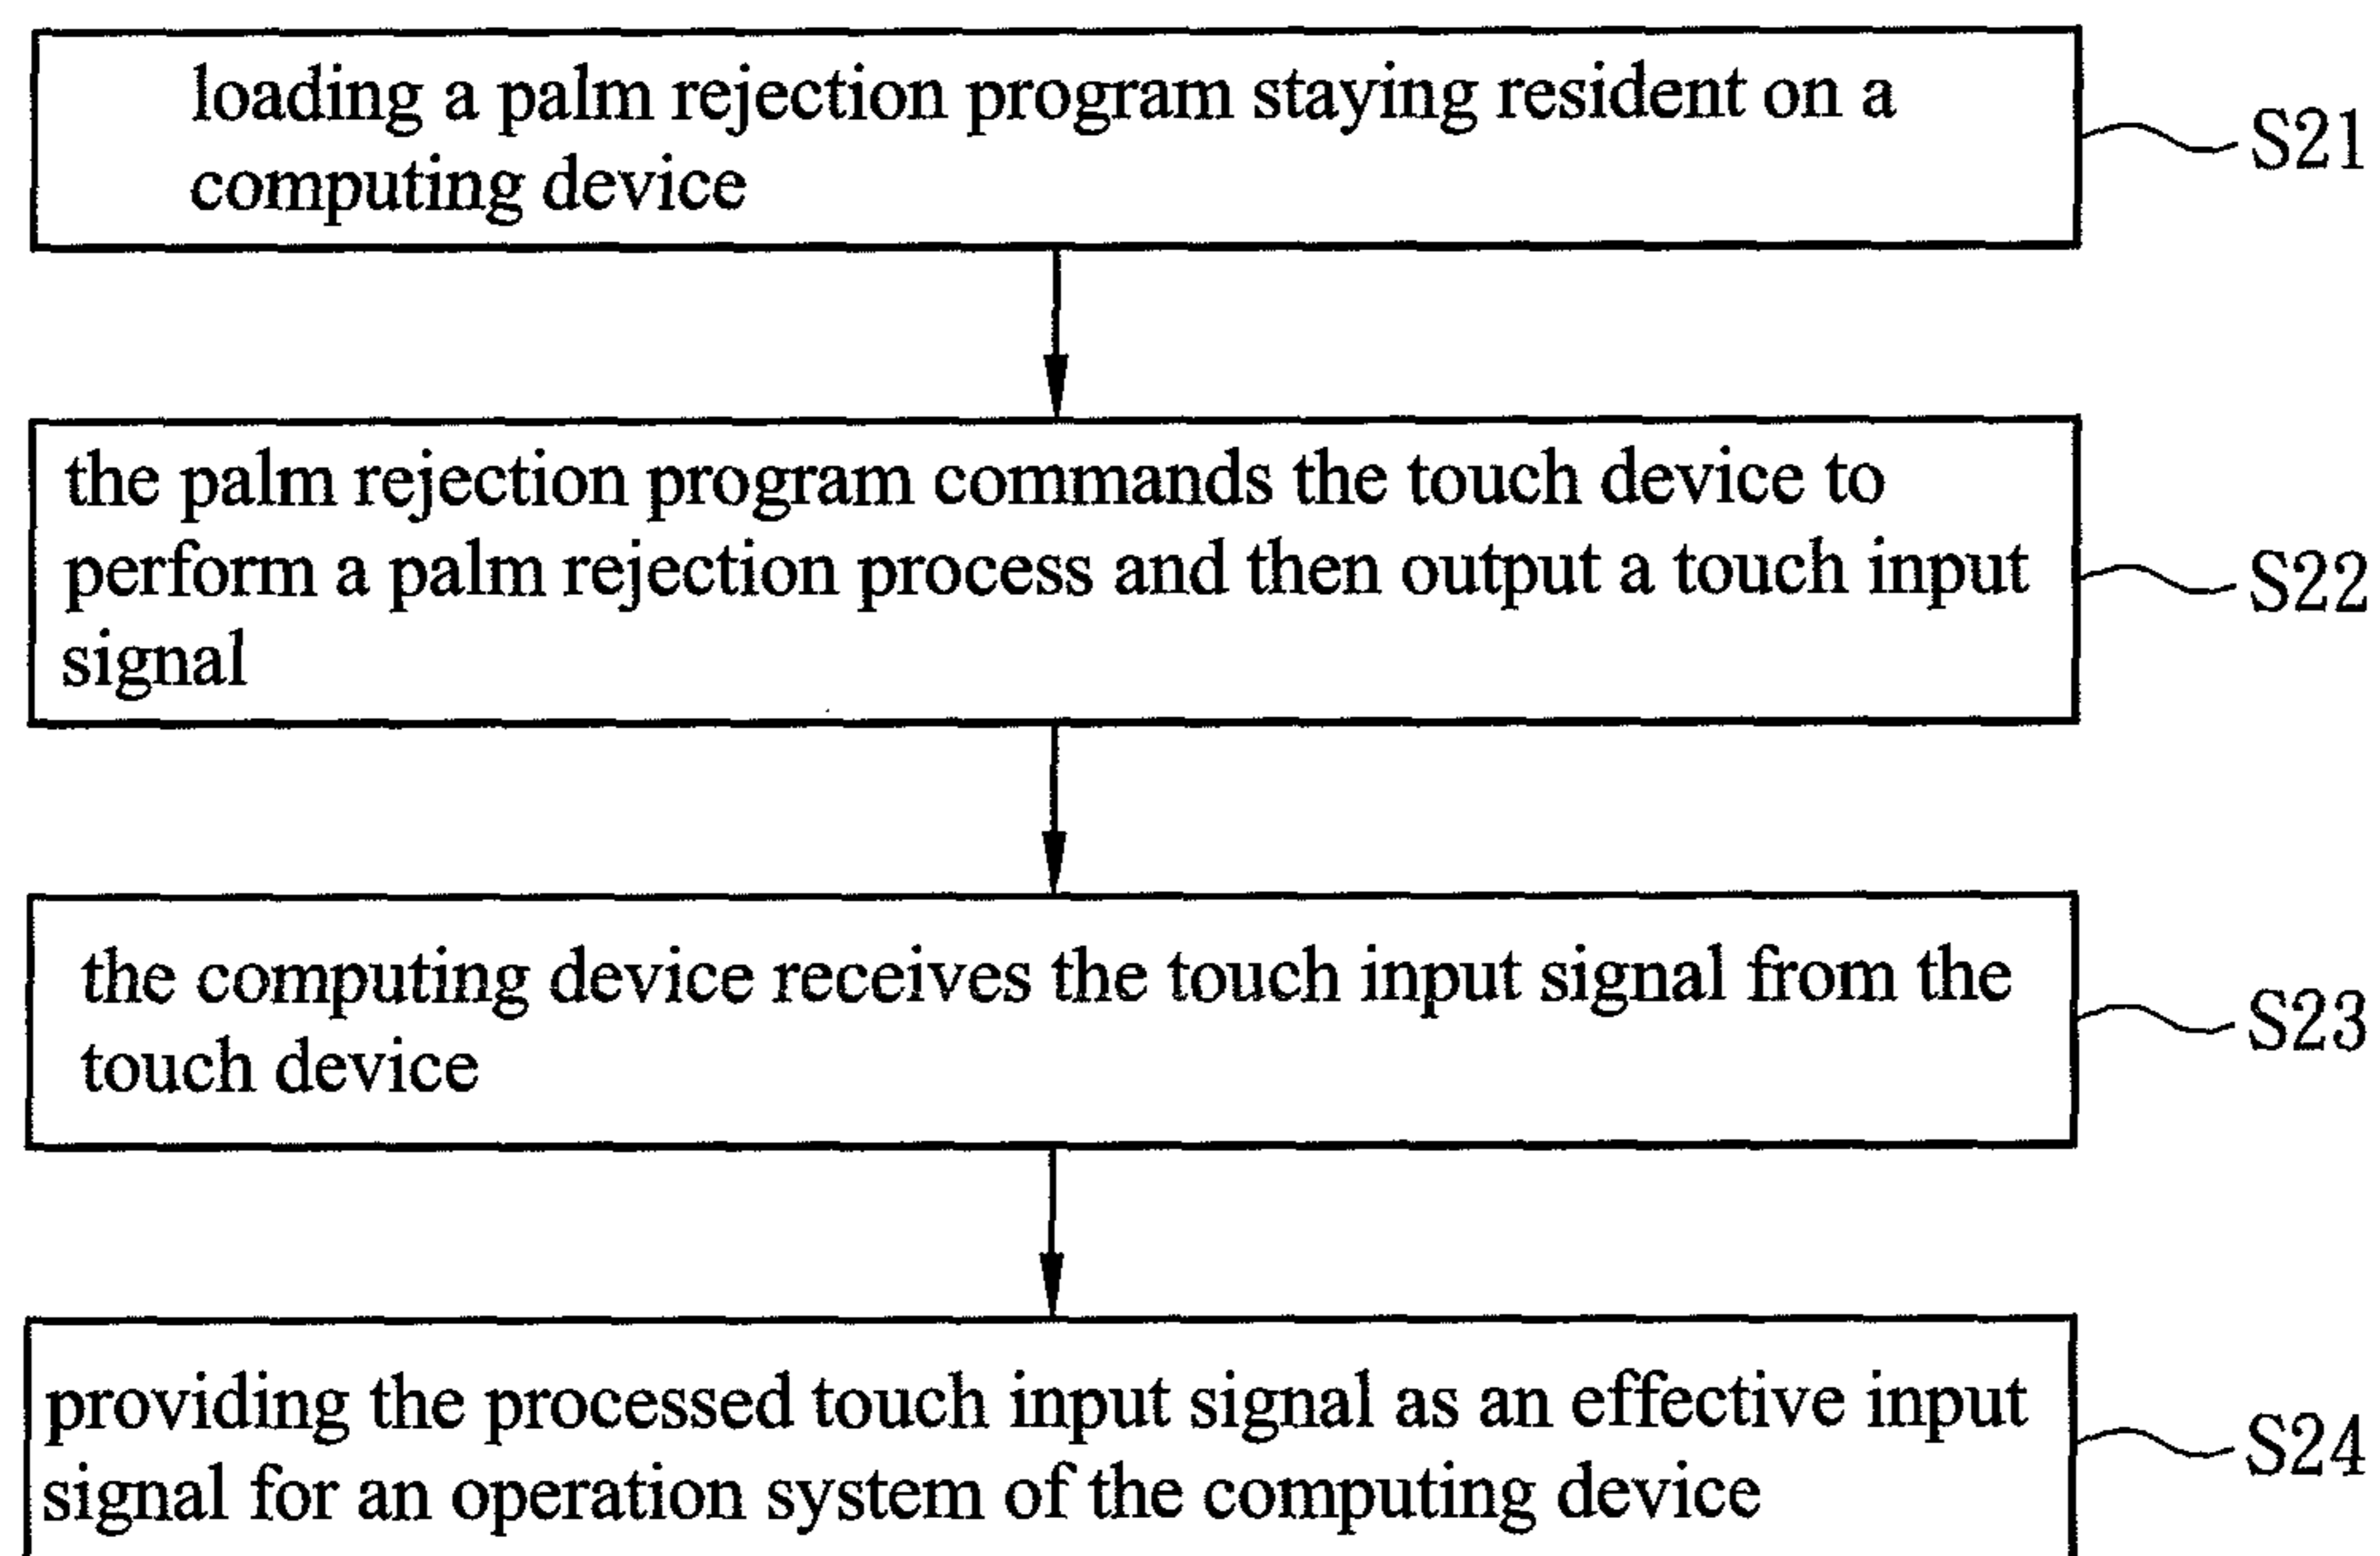 loading a palm rejection program staying resident on a
computing device
S21
the palm rejection program commands the touch device to
perform a palm rejection process and then output a touch input
signal
S22
the computing device receives the touch input signal from the
touch device
S23
providing the processed touch input signal as an effective input
signal for an operation system of the computing device
S24